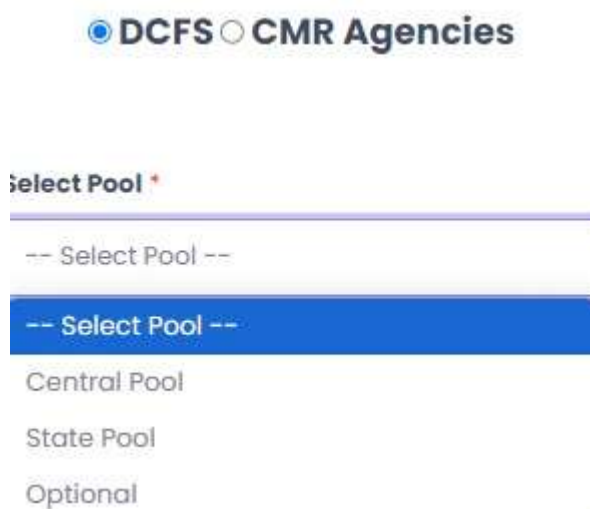 DCFS CMR Agencies
Select Pool *
-- Select Pool --
-- Select Pool --
Central Pool
State Pool
Optional